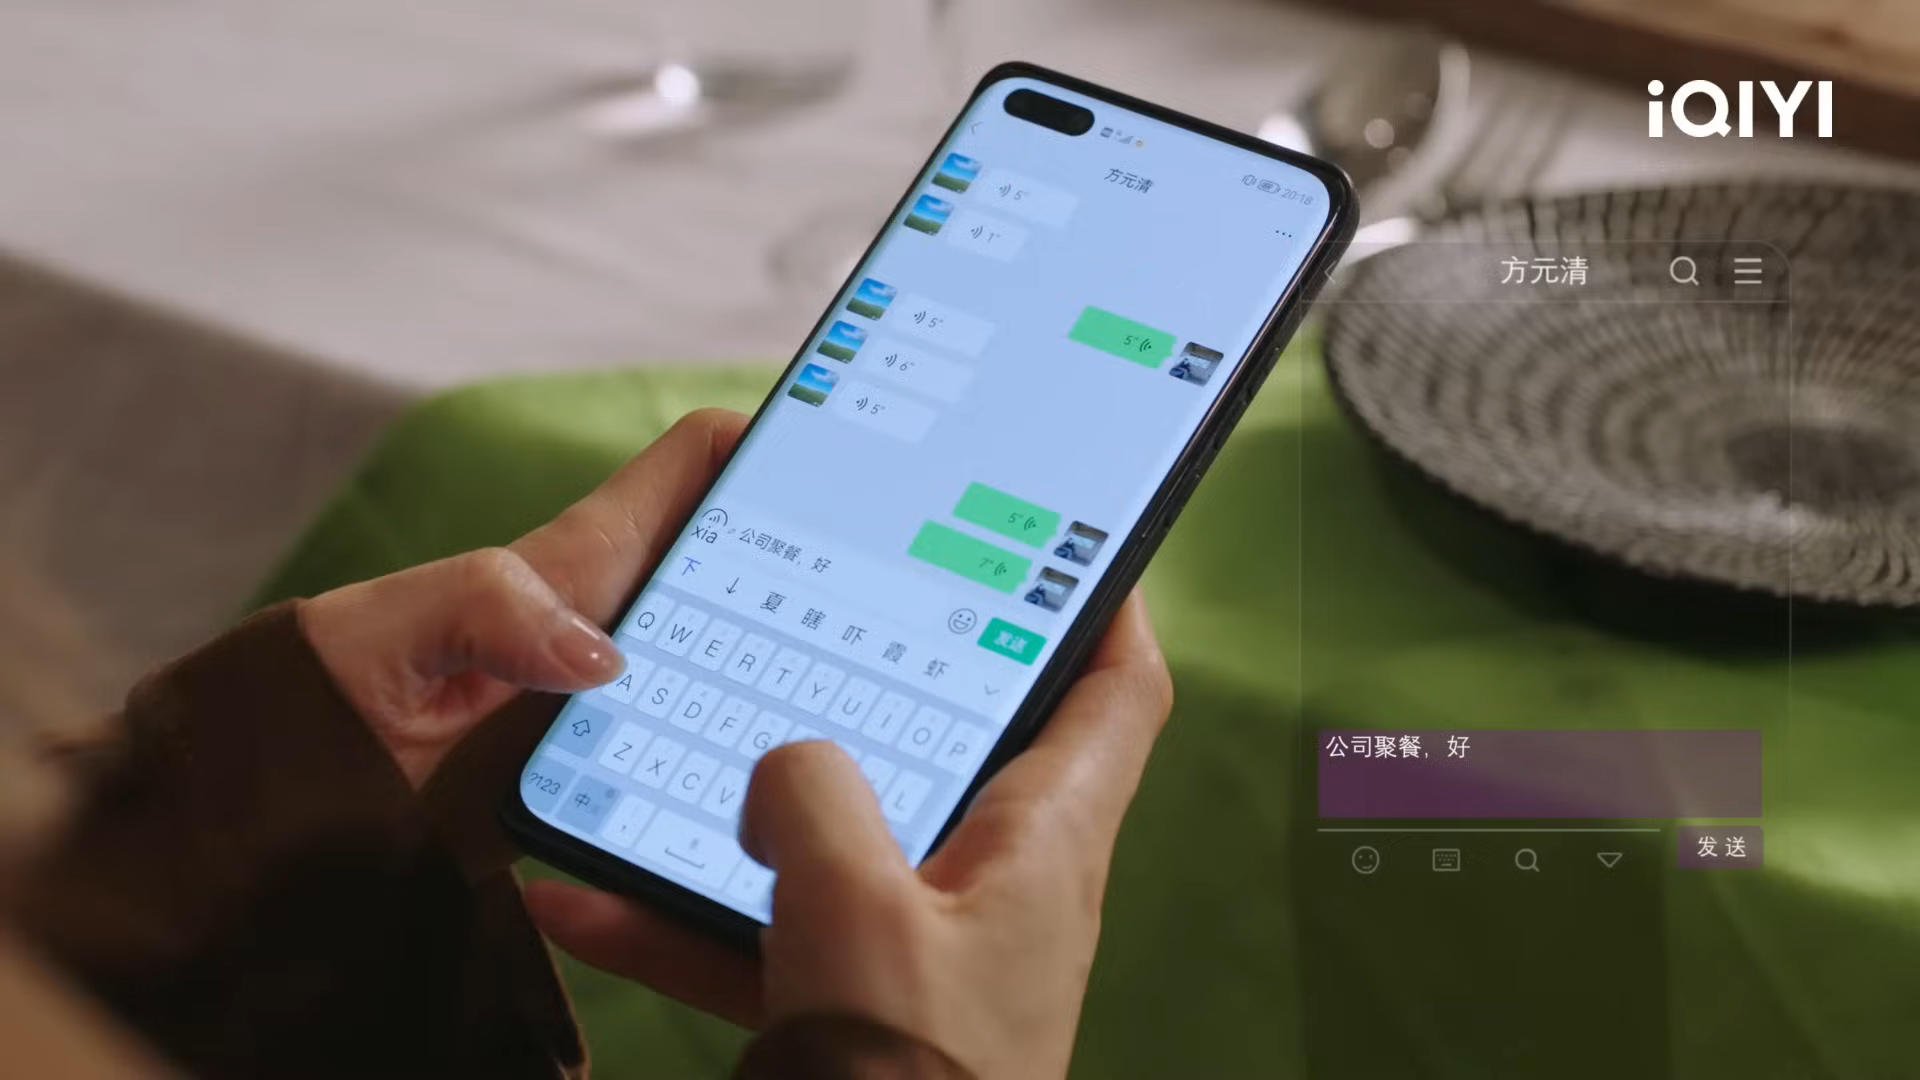 iQIYI
20:18
方元清
5"
1"
5"
5"
6"
5"
5"
7"
xia
公司聚餐，好
下 ↓ 夏 瞎 吓 霞 虾
发送
Q W E R T Y U I O P
A S D F G L
Z X C V
?123 中 ，
方元清
公司聚餐，好
发送